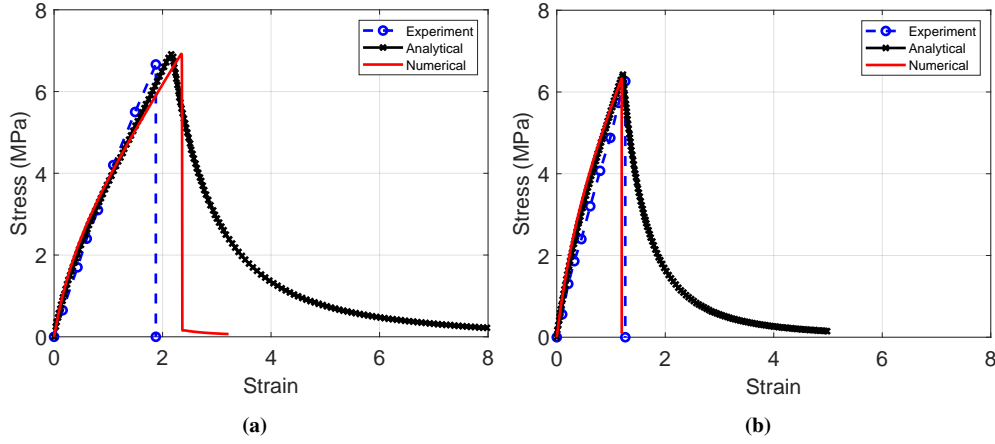 Stress (MPa)
8
6
4
2
0
0 2 4 6 8
Strain
Experiment
Analytical
Numerical
(a)
Stress (MPa)
8
6
4
2
0
0 2 4 6 8
Strain
Experiment
Analytical
Numerical
(b)